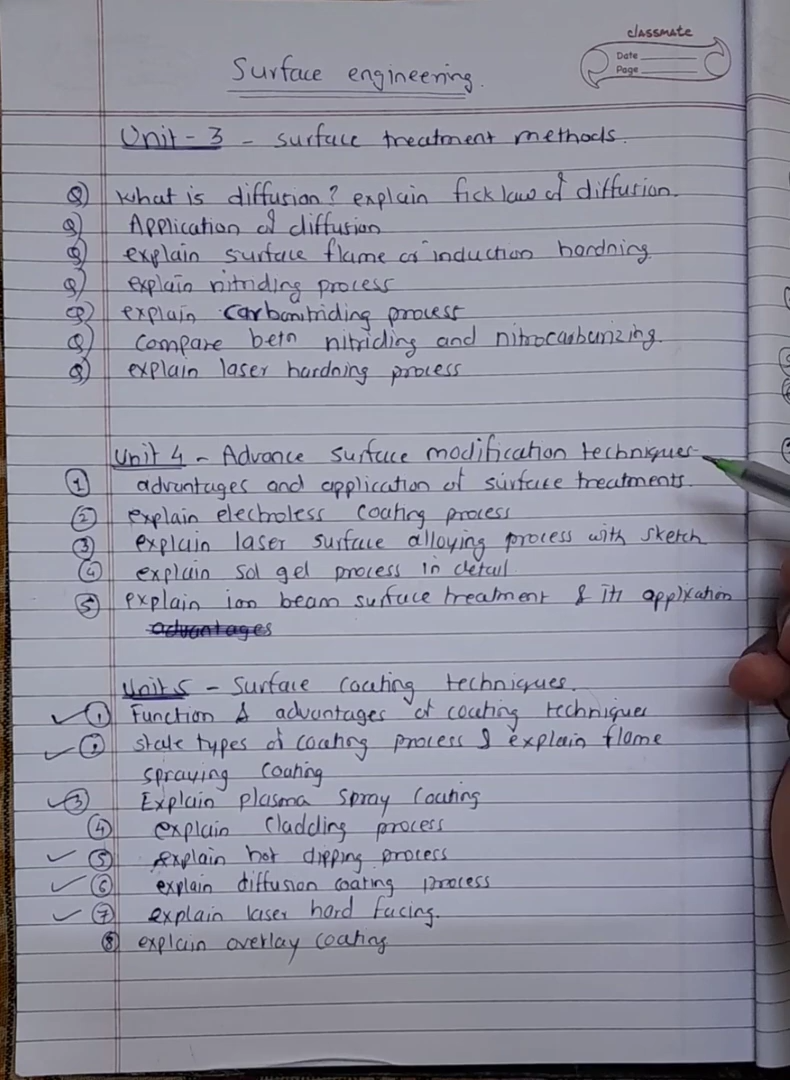 classmate
Date
Page
Surface engineering.
Unit - 3 - surface treatment methods.
Q) What is diffusion? explain fick law of diffusion.
Q) Application of diffusion
Q) explain surface flame or induction hardning
Q) explain nitriding process
Q) explain carbonitriding process
Q) Compare betn nitriding and nitrocarburizing.
Q) explain laser hardning process
Unit 4 - Advance surface modification techniques
1 advantages and application of surface treatments.
2 explain electroless coating process
3 explain laser surface alloying process with sketch
4 explain sol gel process in detail
5 explain ion beam surface treatment & its application
advantages
Unit 5 - Surface coating techniques.
1 Function & advantages of coating techniques
2 State types of coating process & explain flame
spraying coating
3 Explain plasma spray coating
4 explain cladding process
5 explain hot dipping process
6 explain diffusion coating process
7 explain laser hard facing.
8 explain overlay coating